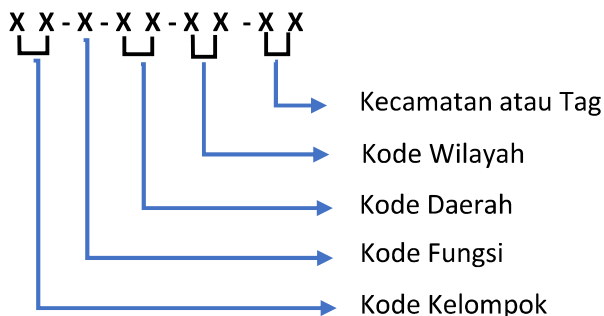 X X - X - X X - X X - X X
Kecamatan atau Tag
Kode Wilayah
Kode Daerah
Kode Fungsi
Kode Kelompok